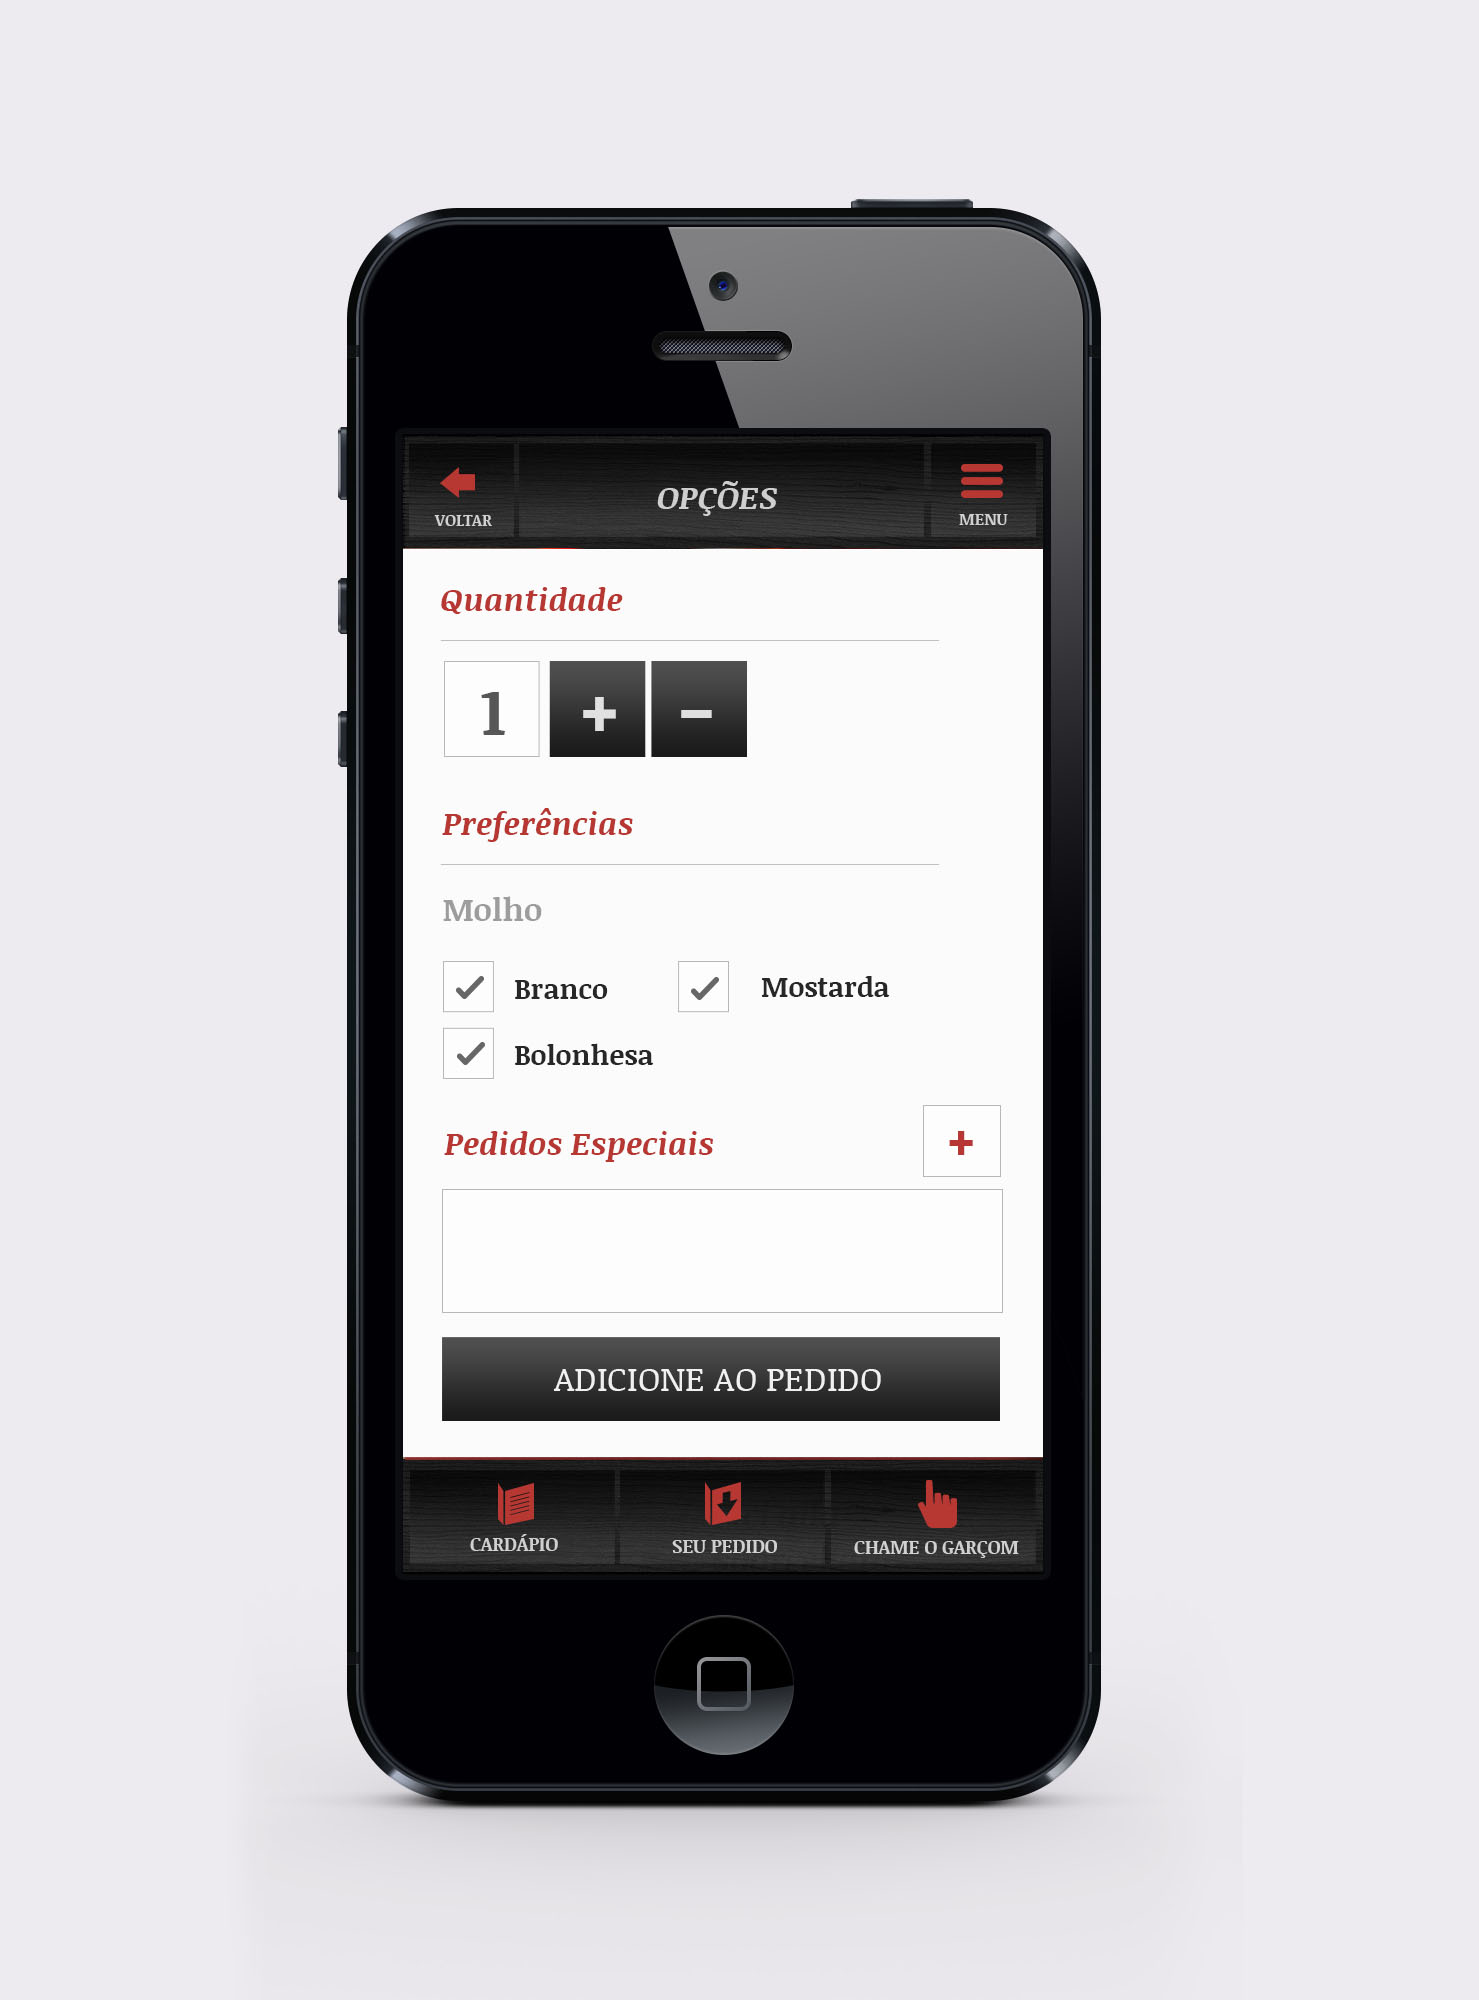 OPÇÕES
VOLTAR
MENU
Quantidade
1 + −
Preferências
Molho
Branco
Mostarda
Bolonhesa
Pedidos Especiais +
ADICIONE AO PEDIDO
CARDÁPIO
SEU PEDIDO
CHAME O GARÇOM